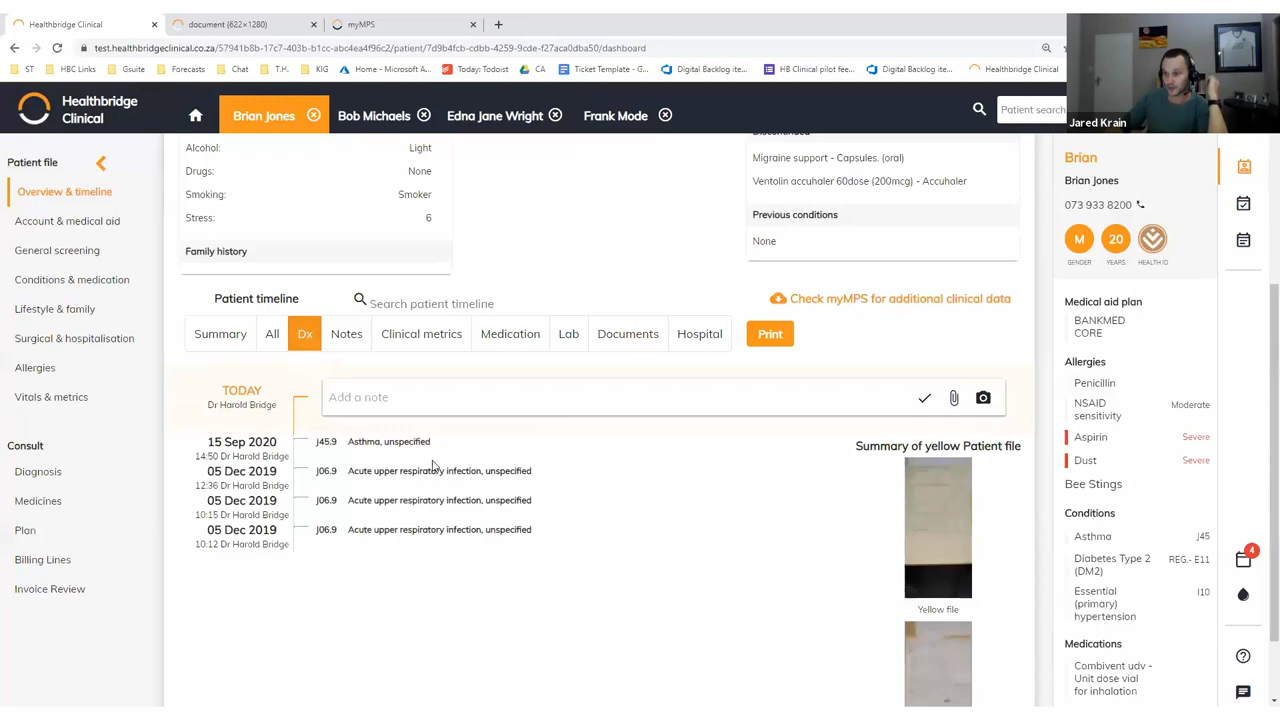 Healthbridge Clinical
document (622×1280)
myMPS
test.healthbridgeclinical.co.za/57941b8b-17c7-403b-b1cc-abc4ea4f96c2/patient/7d9b4fcb-cdbb-4259-9cde-f27aca0dba50/dashboard
ST HBC Links Gsuite Forecasts Chat T.H. KIG Home - Microsoft A... Today: Todoist CA Ticket Template - G... Digital Backlog ite... HB Clinical pilot fee... Digital Backlog ite... Healthbridge Clinical
Jared Krain
Healthbridge
Clinical
Brian Jones
Bob Michaels
Edna Jane Wright
Frank Mode
Patient search
Patient file
Overview & timeline
Account & medical aid
General screening
Conditions & medication
Lifestyle & family
Surgical & hospitalisation
Allergies
Vitals & metrics
Consult
Diagnosis
Medicines
Plan
Billing Lines
Invoice Review
Alcohol: Light
Drugs: None
Smoking: Smoker
Stress: 6
Family history
Discontinued
Migraine support - Capsules. (oral)
Ventolin accuhaler 60dose (200mcg) - Accuhaler
Previous conditions
None
Patient timeline
Search patient timeline
Check myMPS for additional clinical data
Summary All Dx Notes Clinical metrics Medication Lab Documents Hospital
Print
TODAY
Dr Harold Bridge
Add a note
15 Sep 2020 J45.9 Asthma, unspecified
14:50 Dr Harold Bridge
05 Dec 2019 J06.9 Acute upper respiratory infection, unspecified
12:36 Dr Harold Bridge
05 Dec 2019 J06.9 Acute upper respiratory infection, unspecified
10:15 Dr Harold Bridge
05 Dec 2019 J06.9 Acute upper respiratory infection, unspecified
10:12 Dr Harold Bridge
Summary of yellow Patient file
Yellow file
Brian
Brian Jones
073 933 8200
M 20
GENDER YEARS HEALTH ID
Medical aid plan
BANKMED
CORE
Allergies
Penicillin
NSAID
sensitivity
Moderate
Aspirin Severe
Dust Severe
Bee Stings
Conditions
Asthma J45
Diabetes Type 2
(DM2)
REG.- E11
Essential
(primary)
hypertension
I10
Medications
Combivent udv -
Unit dose vial
for inhalation
4